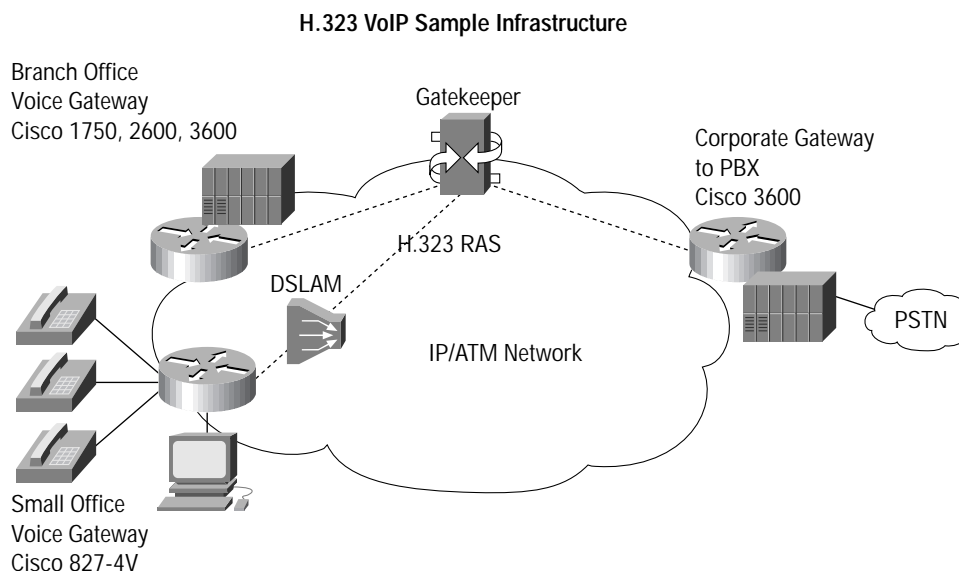 H.323 VoIP Sample Infrastructure
Branch Office
Voice Gateway
Cisco 1750, 2600, 3600
Gatekeeper
Corporate Gateway
to PBX
Cisco 3600
H.323 RAS
DSLAM
IP/ATM Network
PSTN
Small Office
Voice Gateway
Cisco 827-4V